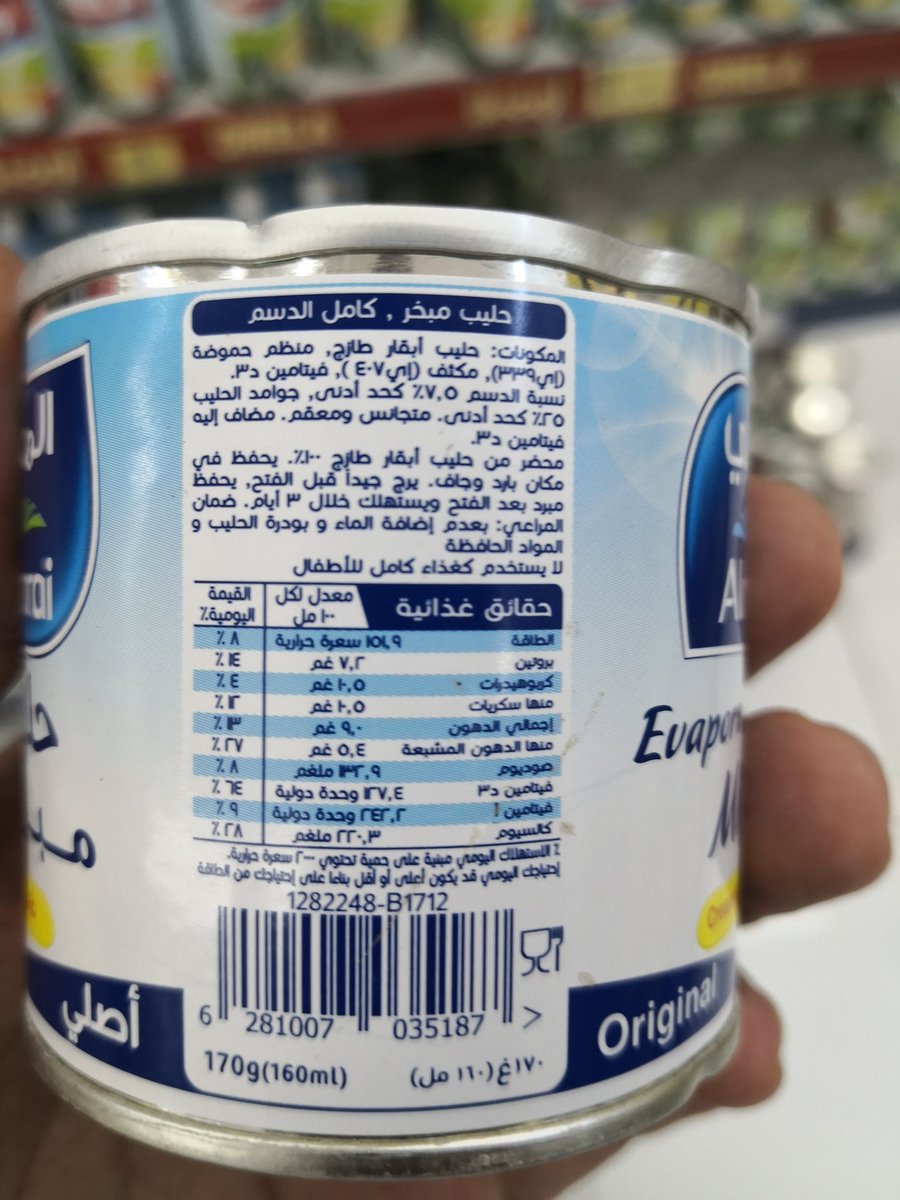 حليب مبخر , كامل الدسم
المكونات: حليب أبقار طازج, منظم حموضة
(إي٣٣٩), مكثف (إي٤٠٧ ), فيتامين د٣.
نسبة الدسم ٧,٥٪ كحد أدنى, جوامد الحليب
٢٥٪ كحد أدنى. متجانس ومعقم. مضاف إليه
فيتامين د٣.
محضر من حليب أبقار طازج ١٠٠٪. يحفظ في
مكان بارد وجاف. يرج جيداً قبل الفتح, يحفظ
مبرد بعد الفتح ويستهلك خلال ٣ أيام. ضمان
المراعي: بعدم إضافة الماء و بودرة الحليب و
المواد الحافظة
لا يستخدم كغذاء كامل للأطفال
حقائق غذائية معدل لكل ١٠٠ مل القيمة اليومية٪
الطاقة ١٥١,٩ سعرة حرارية ٨ ٪
بروتين ٧,٢ غم ١٤ ٪
كربوهيدرات ١٠,٥ غم ٤ ٪
منها سكريات ١٠,٥ غم ١٢ ٪
إجمالي الدهون ٩,٠ غم ١٣ ٪
منها الدهون المشبعة ٥,٤ غم ٢٧ ٪
صوديوم ١٣٢,٩ ملغم ٨ ٪
فيتامين د٣ ١٢٧,٤ وحدة دولية ٦٤ ٪
فيتامين أ ٢٤٢,٢ وحدة دولية ٩ ٪
كالسيوم ٢٢٠,٣ ملغم ٢٨ ٪
٪ الاستهلاك اليومي مبنية على حمية تحتوي ٢٠٠٠ سعرة حرارية.
إحتياجك اليومي قد يكون أعلى أو أقل بناءا على إحتياجك من الطاقة
1282248-B1712
6 281007 035187 >
170g(160ml) ١٧٠غ(١٦٠ مل)
أصلي
Original